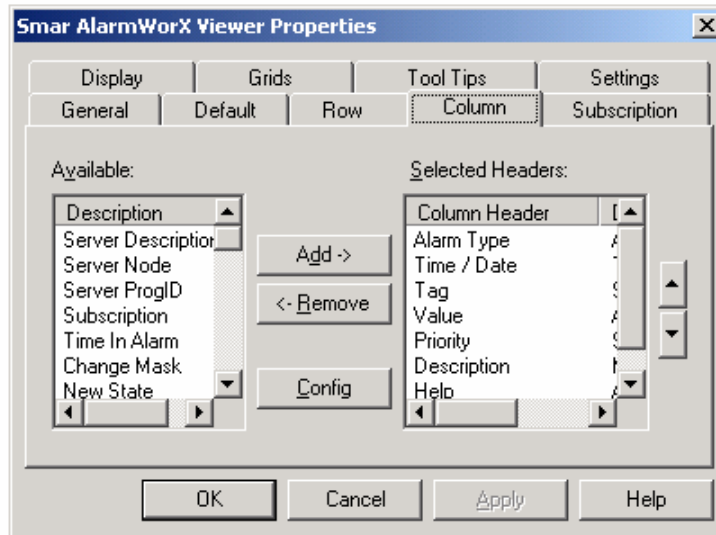 Smar AlarmWorX Viewer Properties
Display Grids Tool Tips Settings
General Default Row Column Subscription
Available:
Description
Server Description
Server Node
Server ProgID
Subscription
Time In Alarm
Change Mask
New State
Add ->
<- Remove
Config
Selected Headers:
Column Header
Alarm Type
Time / Date
Tag
Value
Priority
Description
Help
OK Cancel Apply Help